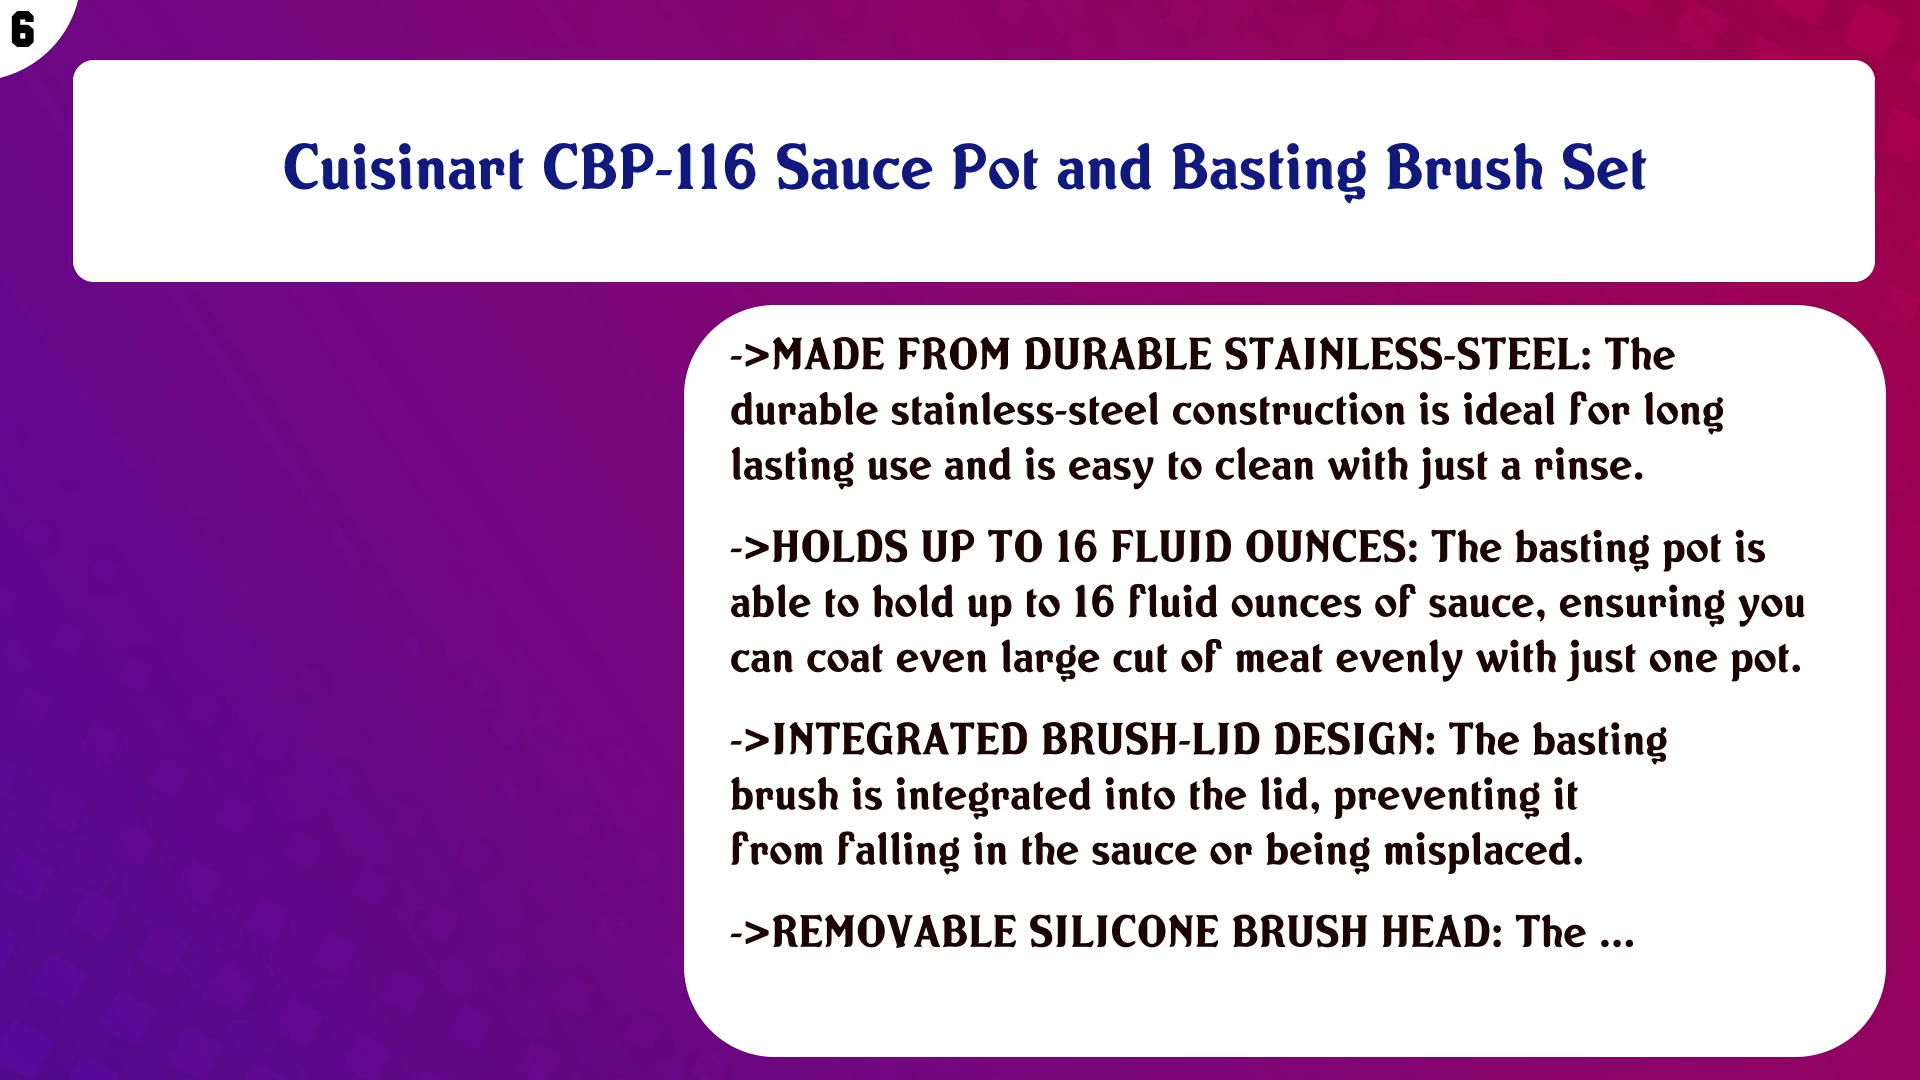 6
Cuisinart CBP-116 Sauce Pot and Basting Brush Set
->MADE FROM DURABLE STAINLESS-STEEL: The
durable stainless-steel construction is ideal for long
lasting use and is easy to clean with just a rinse.
->HOLDS UP TO 16 FLUID OUNCES: The basting pot is
able to hold up to 16 fluid ounces of sauce, ensuring you
can coat even large cut of meat evenly with just one pot.
->INTEGRATED BRUSH-LID DESIGN: The basting
brush is integrated into the lid, preventing it
from falling in the sauce or being misplaced.
->REMOVABLE SILICONE BRUSH HEAD: The ...